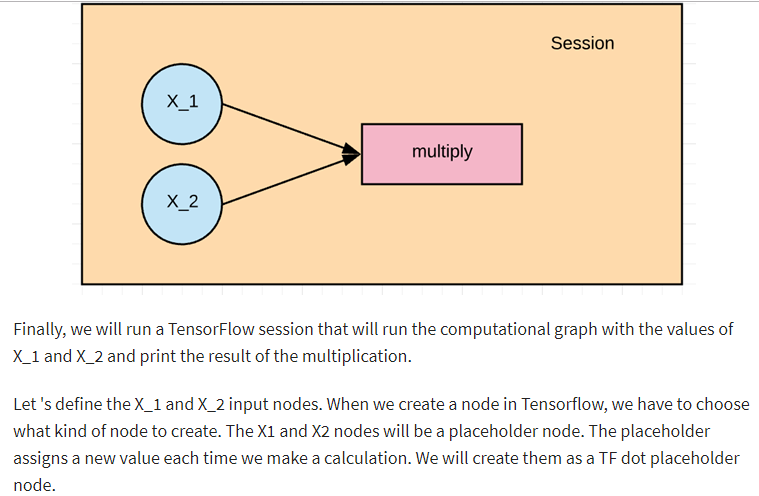 Session
X_1
multiply
X_2
Finally, we will run a TensorFlow session that will run the computational graph with the values of
X_1 and X_2 and print the result of the multiplication.
Let 's define the X_1 and X_2 input nodes. When we create a node in Tensorflow, we have to choose
what kind of node to create. The X1 and X2 nodes will be a placeholder node. The placeholder
assigns a new value each time we make a calculation. We will create them as a TF dot placeholder
node.